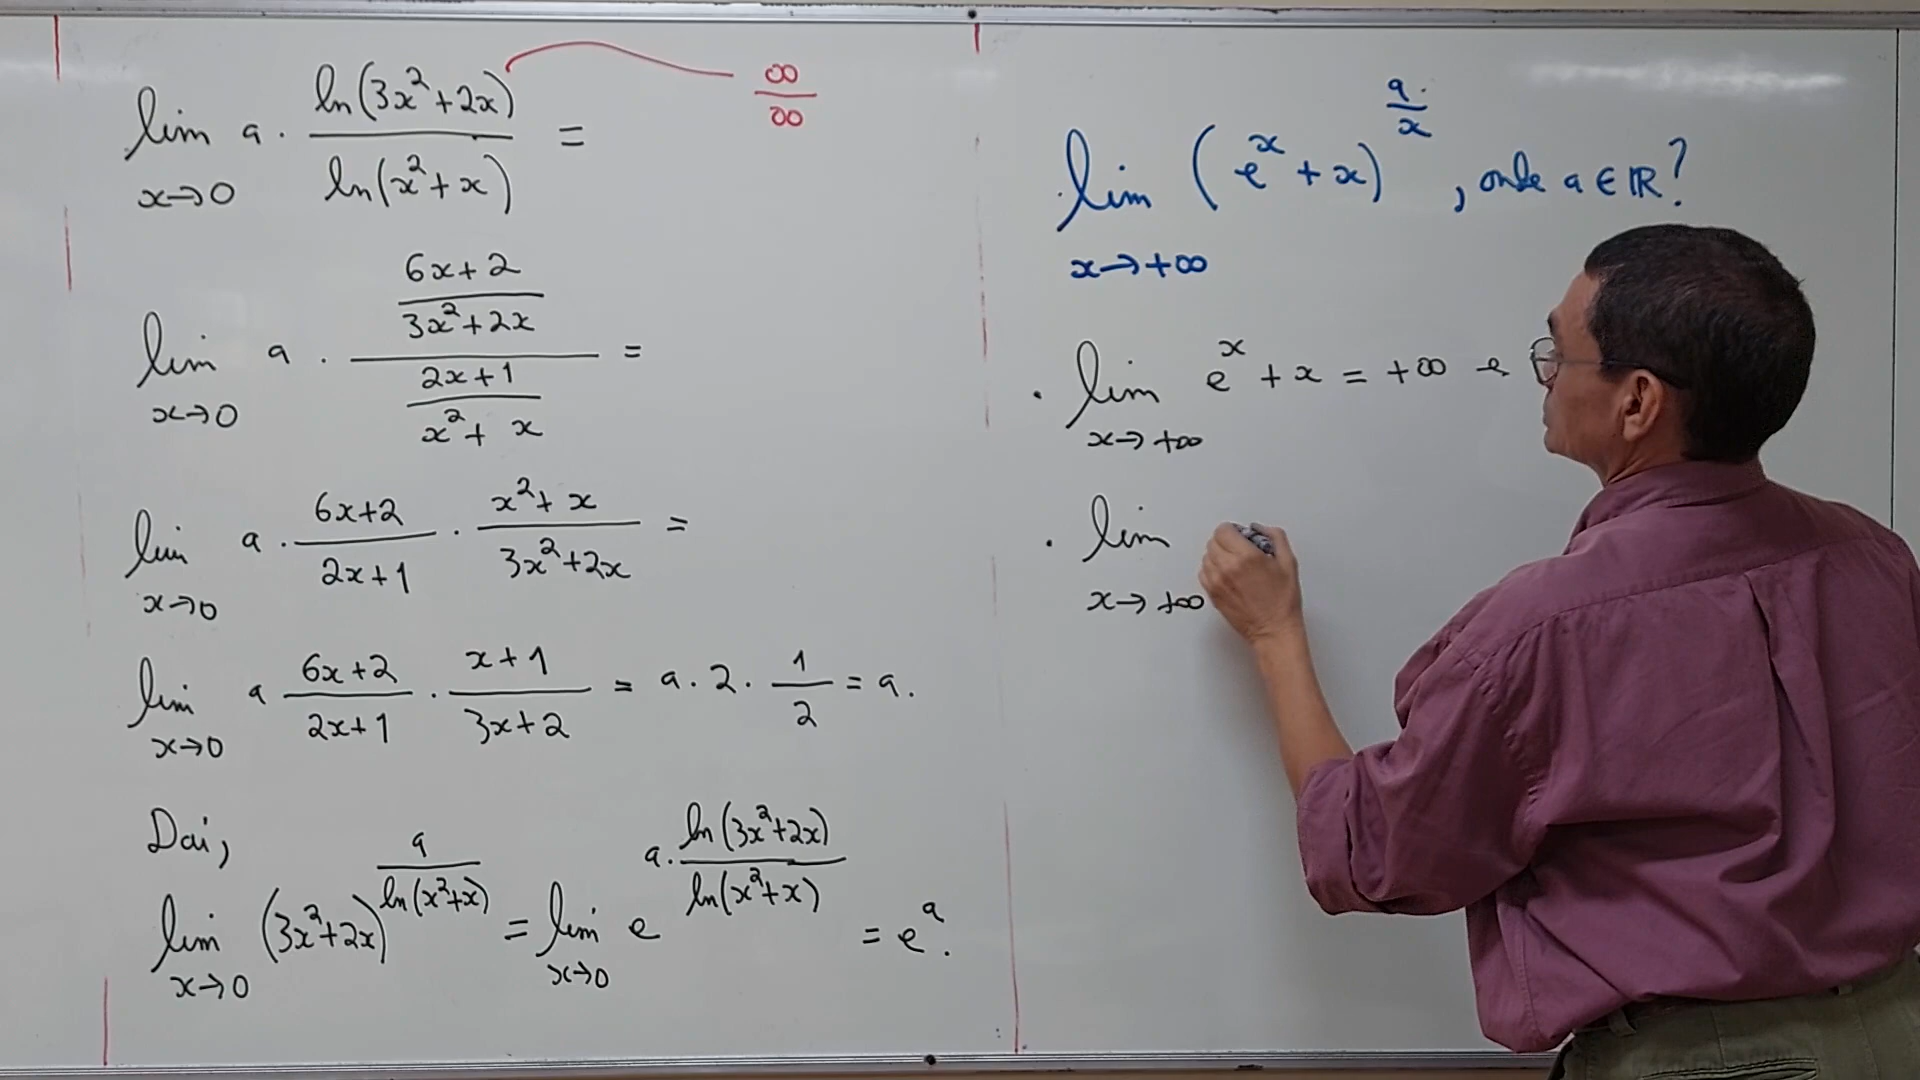 lim x→0 a · ln(3x²+2x) / ln(x²+x) =
∞/∞
lim x→0 a · ((6x+2)/(3x²+2x)) / ((2x+1)/(x²+x)) =
lim x→0 a · (6x+2)/(2x+1) · (x²+x)/(3x²+2x) =
lim x→0 a (6x+2)/(2x+1) · (x+1)/(3x+2) = a · 2 · 1/2 = a.
Dai,
lim x→0 (3x²+2x)^(a/ln(x²+x)) = lim x→0 e^(a · ln(3x²+2x)/ln(x²+x)) = e^a.
lim x→+∞ (e^x + x)^(a/x), onde a ∈ ℝ?
· lim x→+∞ e^x + x = +∞ e
· lim x→+∞